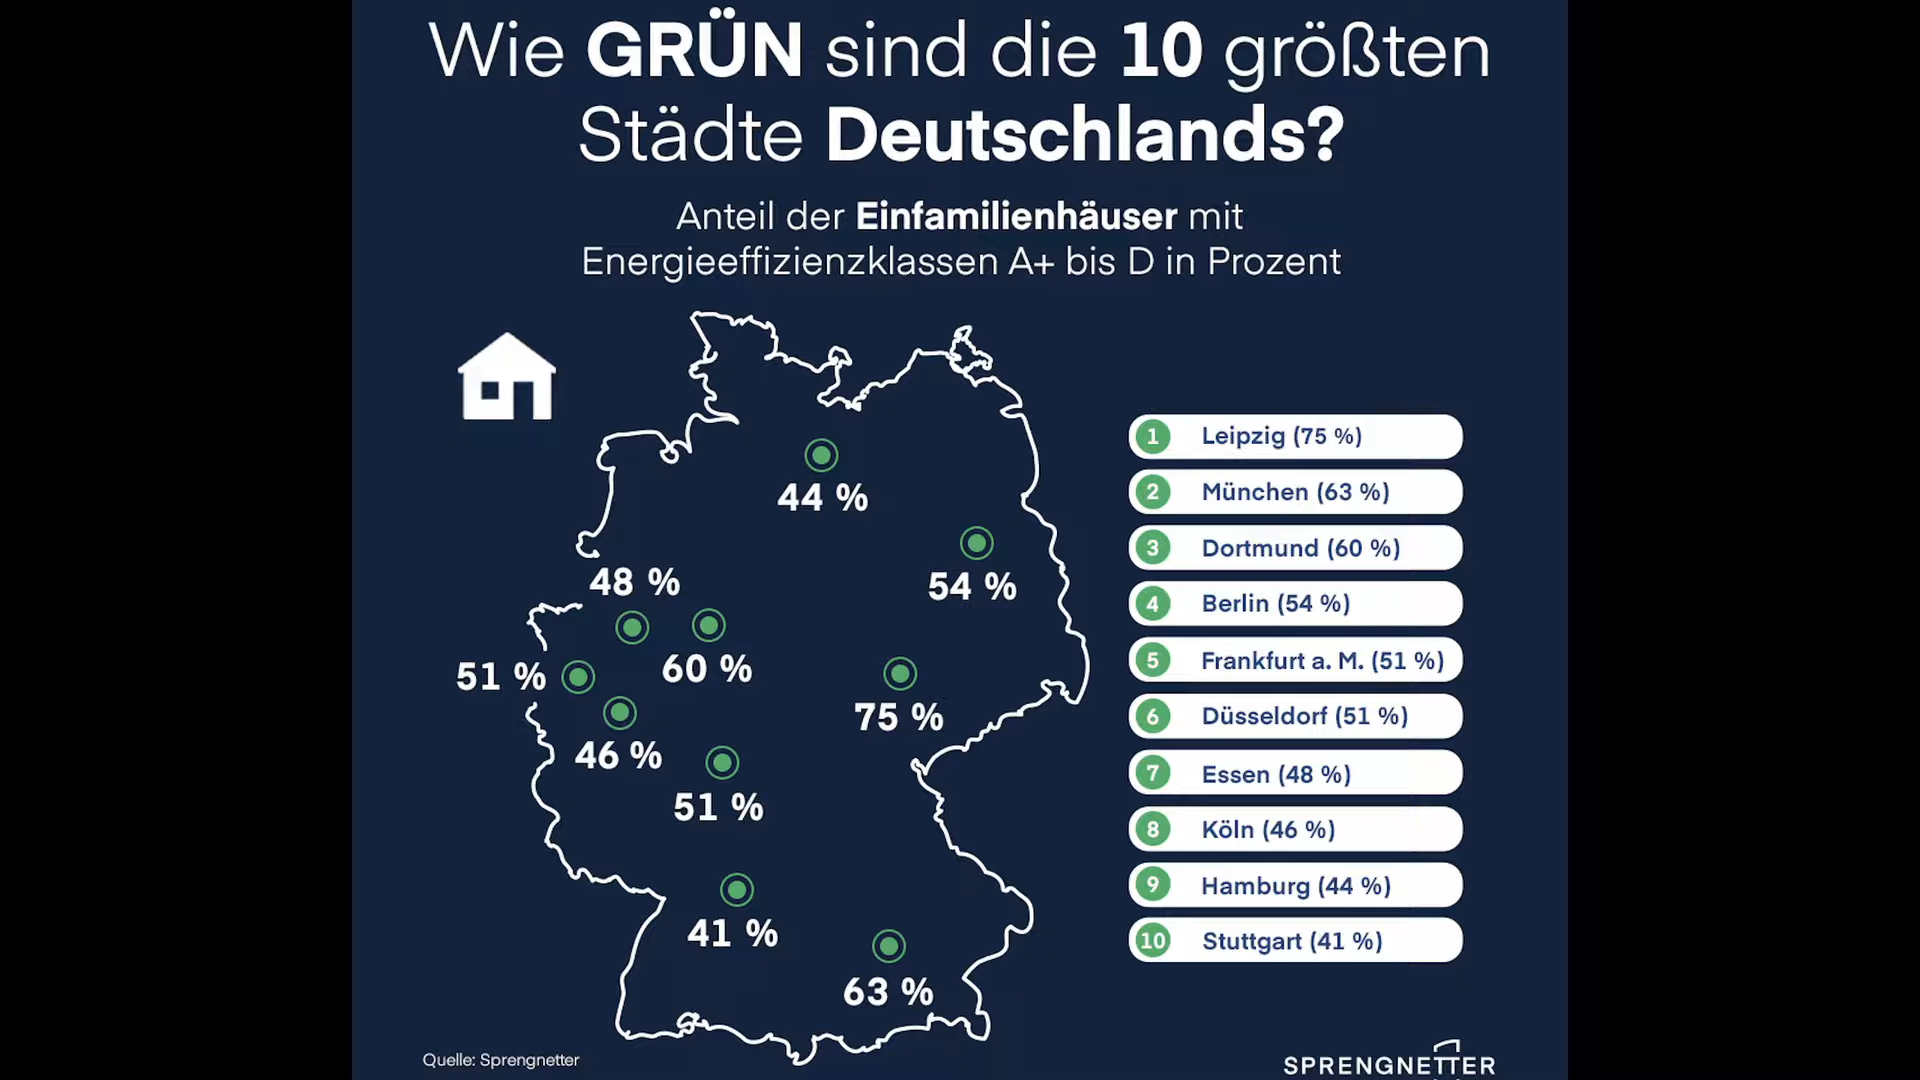 Wie GRÜN sind die 10 größten
Städte Deutschlands?
Anteil der Einfamilienhäuser mit
Energieeffizienzklassen A+ bis D in Prozent
44 %
54 %
48 %
60 %
51 %
75 %
46 %
51 %
41 %
63 %
1 Leipzig (75 %)
2 München (63 %)
3 Dortmund (60 %)
4 Berlin (54 %)
5 Frankfurt a. M. (51 %)
6 Düsseldorf (51 %)
7 Essen (48 %)
8 Köln (46 %)
9 Hamburg (44 %)
10 Stuttgart (41 %)
Quelle: Sprengnetter
SPRENGNETTER